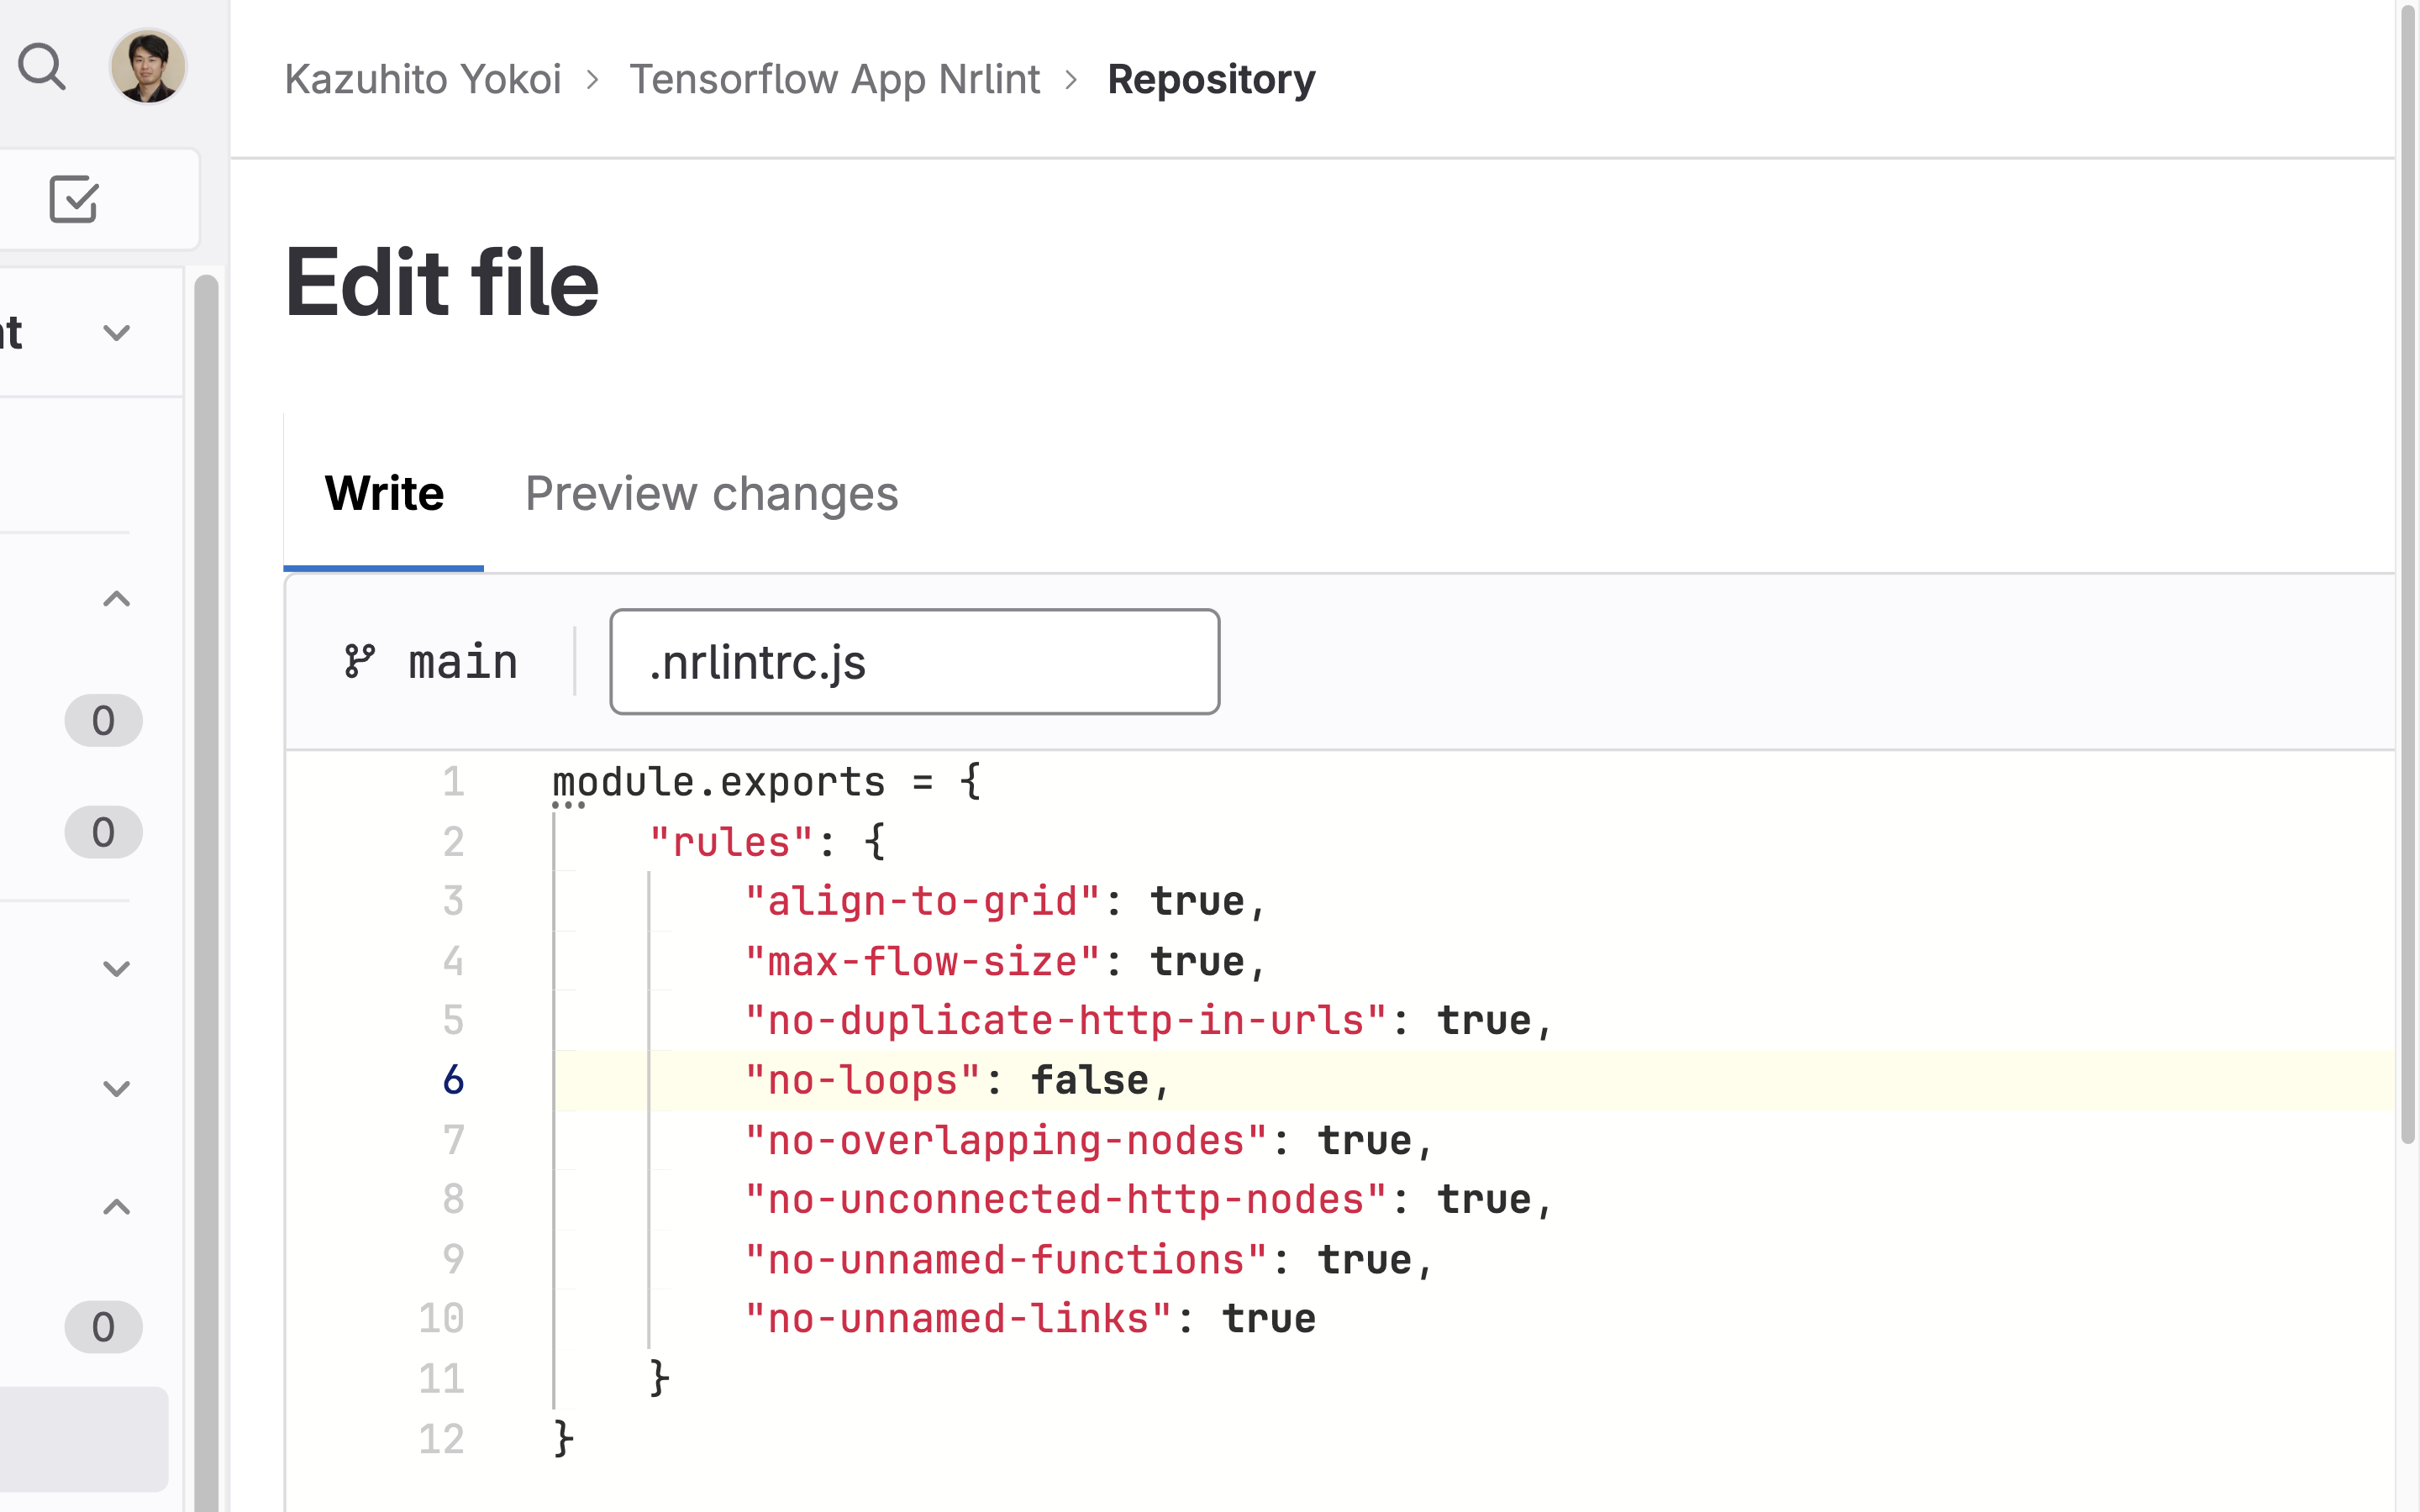 Kazuhito Yokoi > Tensorflow App Nrlint > Repository
Edit file
Write Preview changes
main .nrlintrc.js
1 module.exports = {
2     "rules": {
3         "align-to-grid": true,
4         "max-flow-size": true,
5         "no-duplicate-http-in-urls": true,
6         "no-loops": false,
7         "no-overlapping-nodes": true,
8         "no-unconnected-http-nodes": true,
9         "no-unnamed-functions": true,
10         "no-unnamed-links": true
11     }
12 }
0
0
0